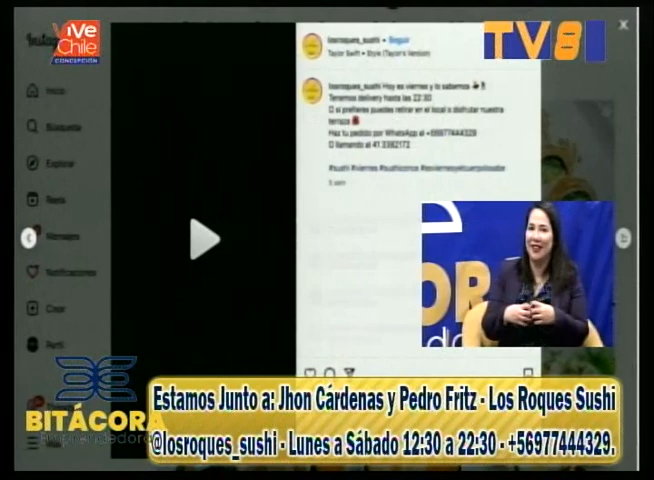 ViVe
Chile
CONCEPCIÓN
TV8
losroques_sushi • Seguir
Taylor Swift • Style (Taylor's Version)
losroques_sushi Hoy es viernes y lo sabemos
Tenemos delivery hasta las 22:30
O si prefieres puedes retirar en el local o disfrutar nuestra
terraza
Haz tu pedido por WhatsApp al +56977444329
O llamando al 41 3382172
5 sem
Inicio
Búsqueda
Explorar
Reels
Mensajes
Notificaciones
Crear
Perfil
BITÁCORA
Emprendedora
Estamos Junto a: Jhon Cárdenas y Pedro Fritz - Los Roques Sushi
@losroques_sushi - Lunes a Sábado 12:30 a 22:30 - +56977444329.